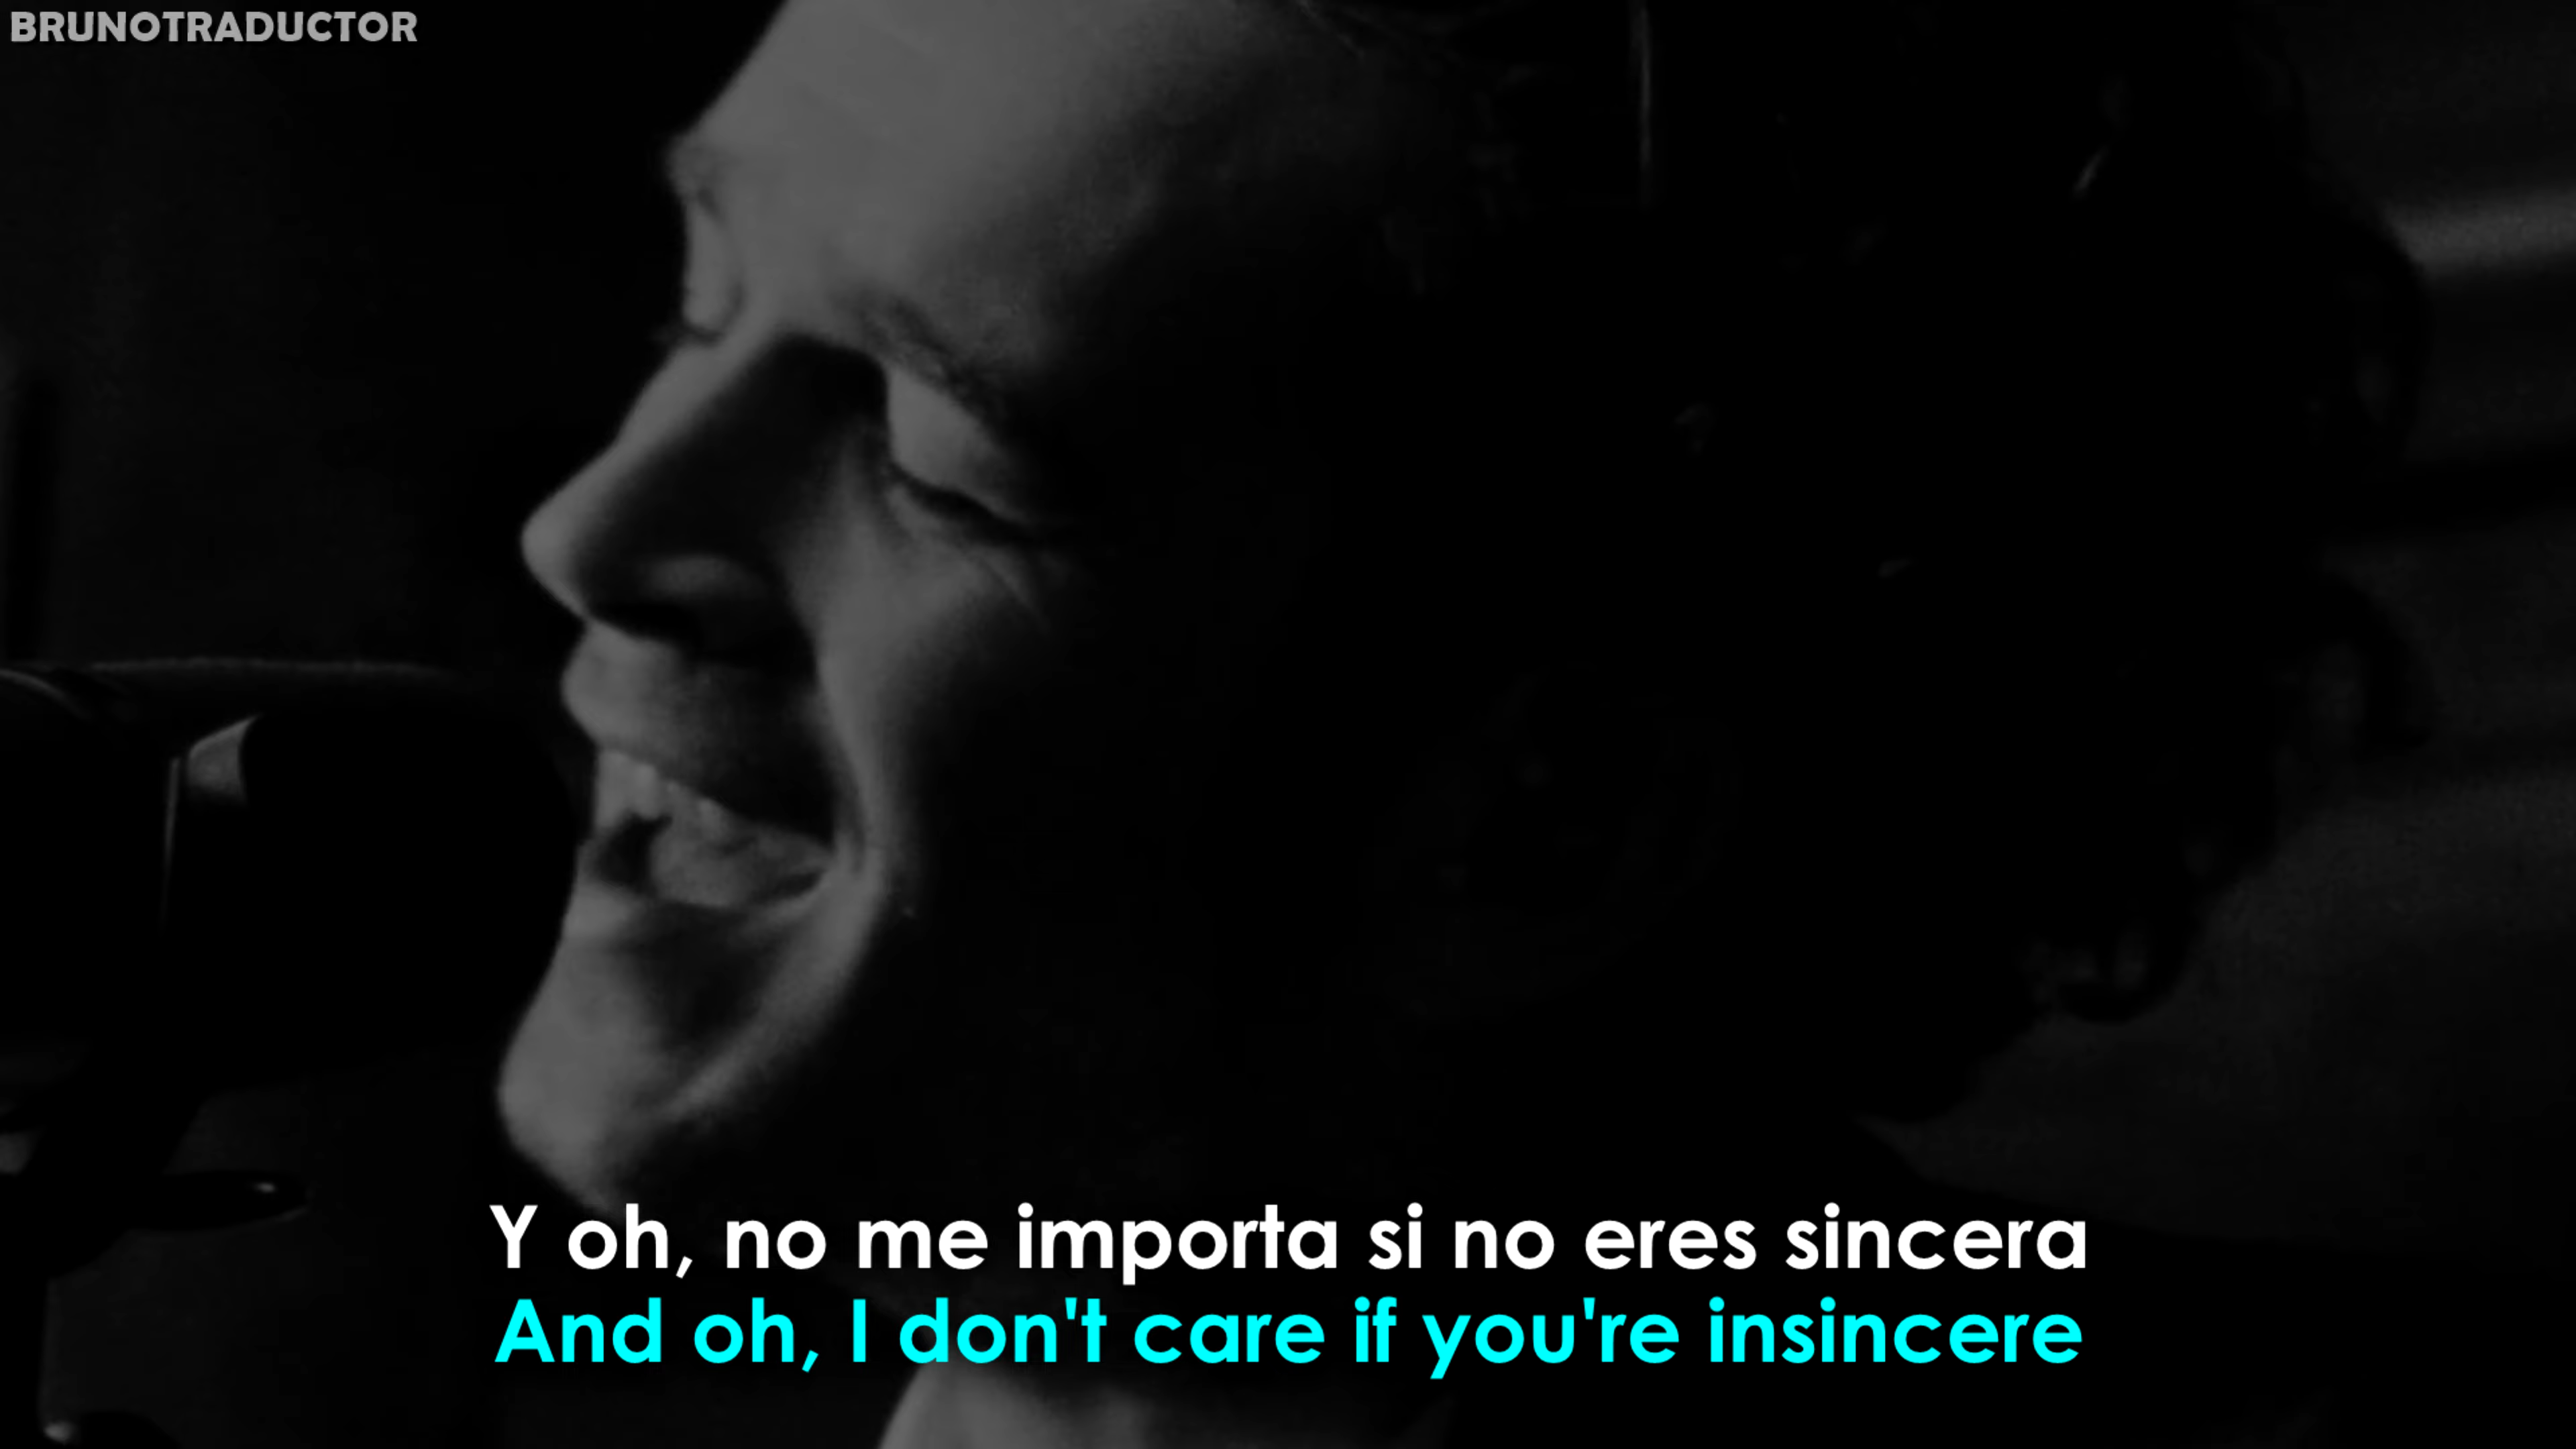 BRUNOTRADUCTOR
Y oh, no me importa si no eres sincera
And oh, I don't care if you're insincere